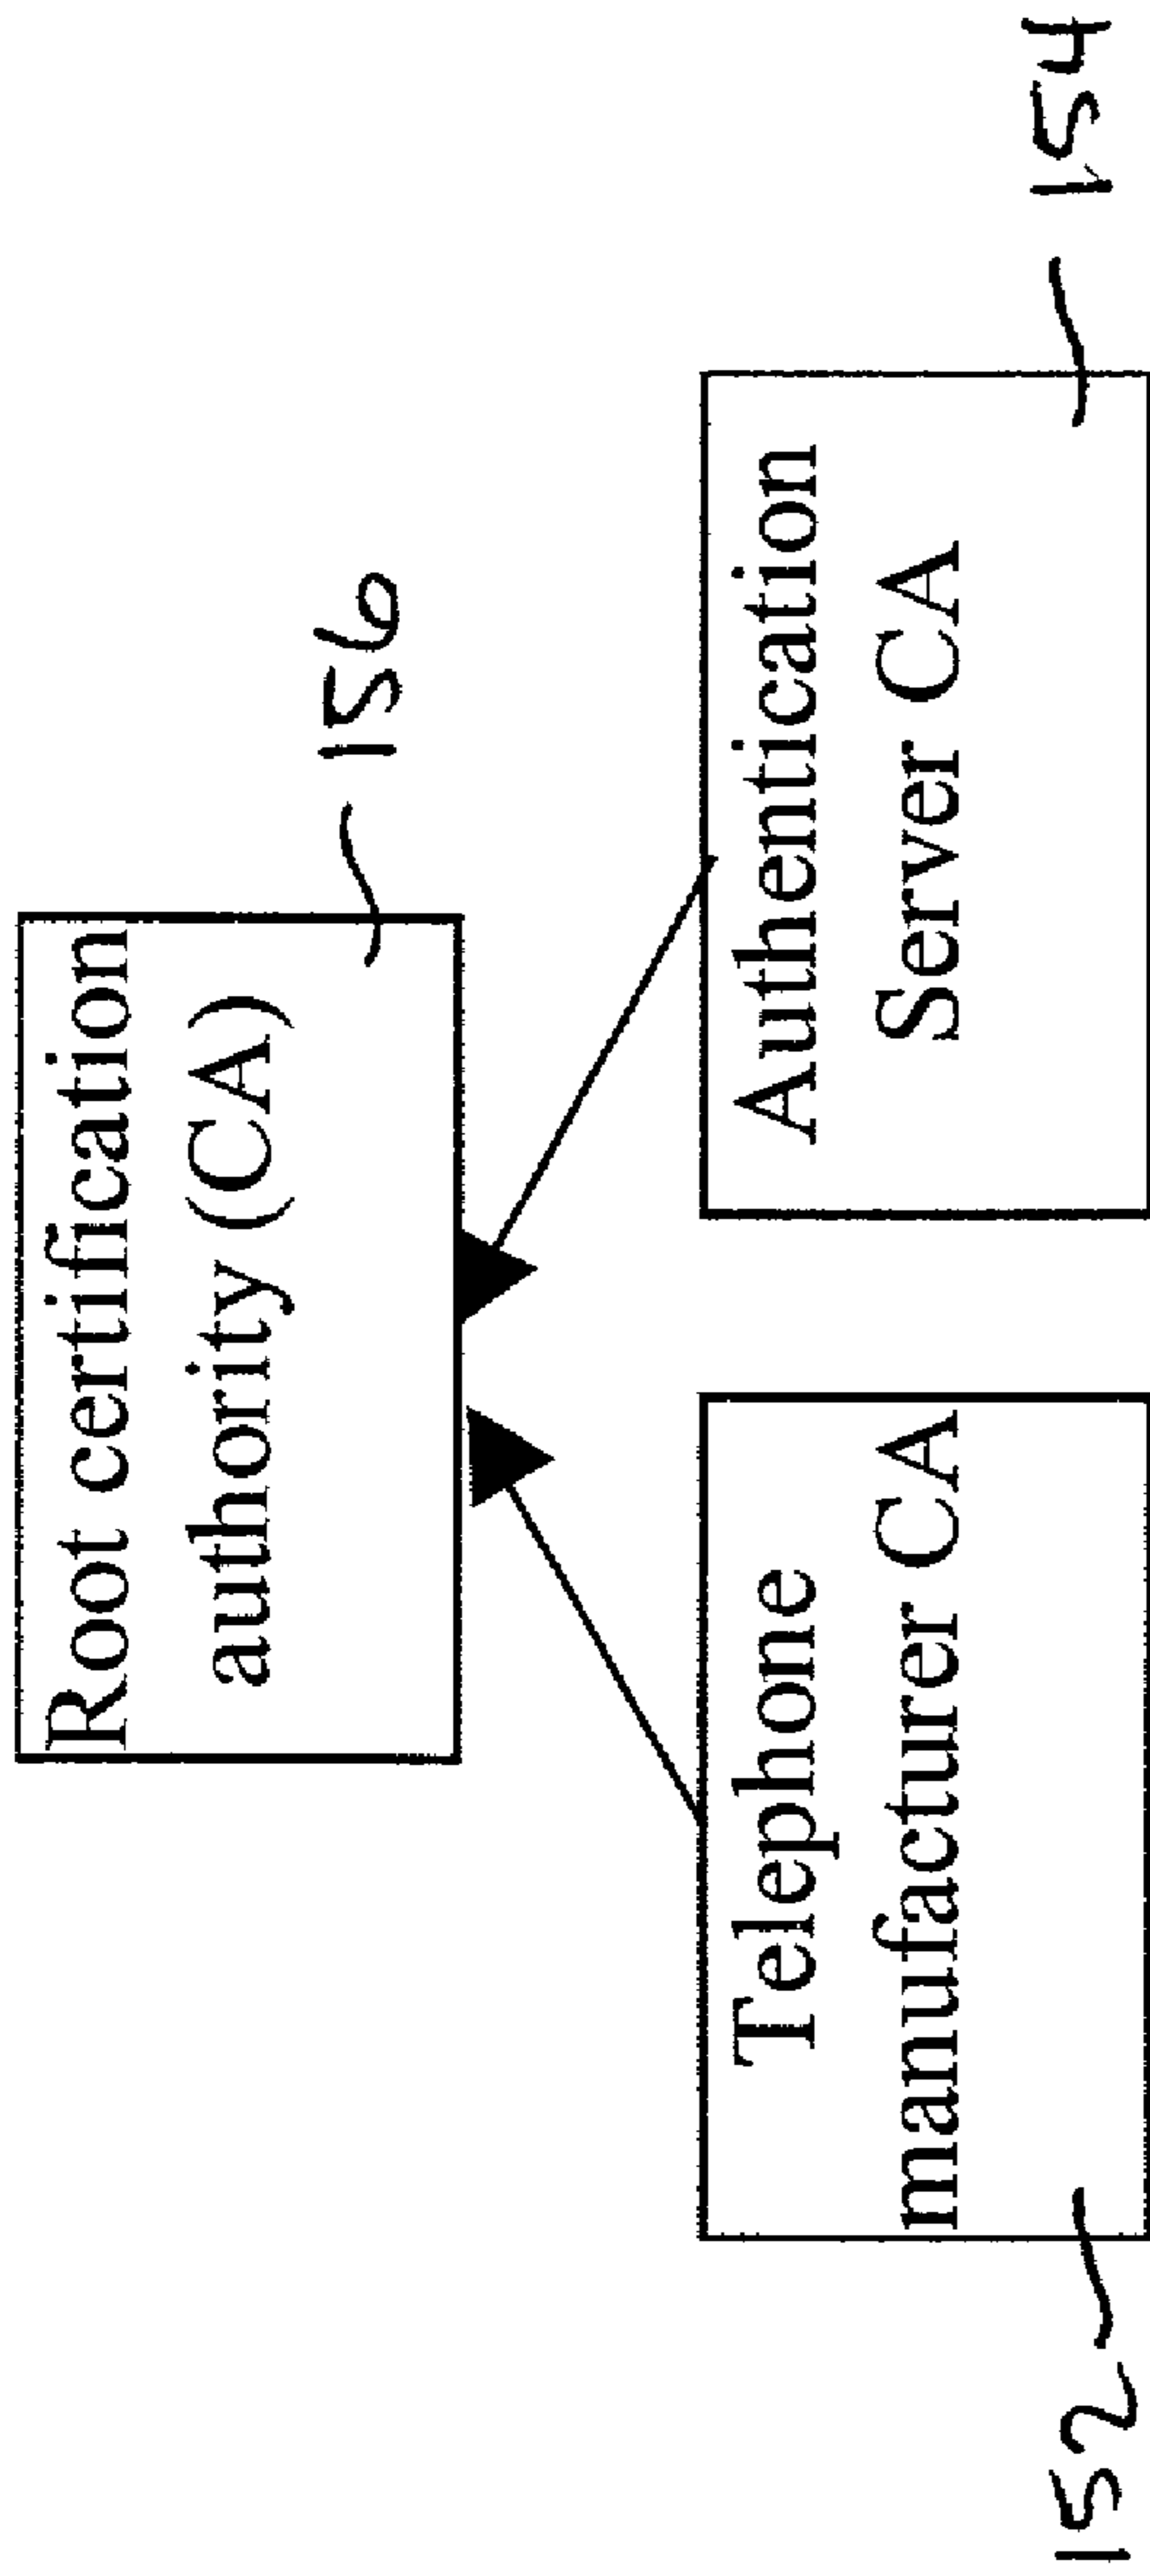 Root certification
authority (CA)
156
Telephone
manufacturer CA
152
Authentication
Server CA
154